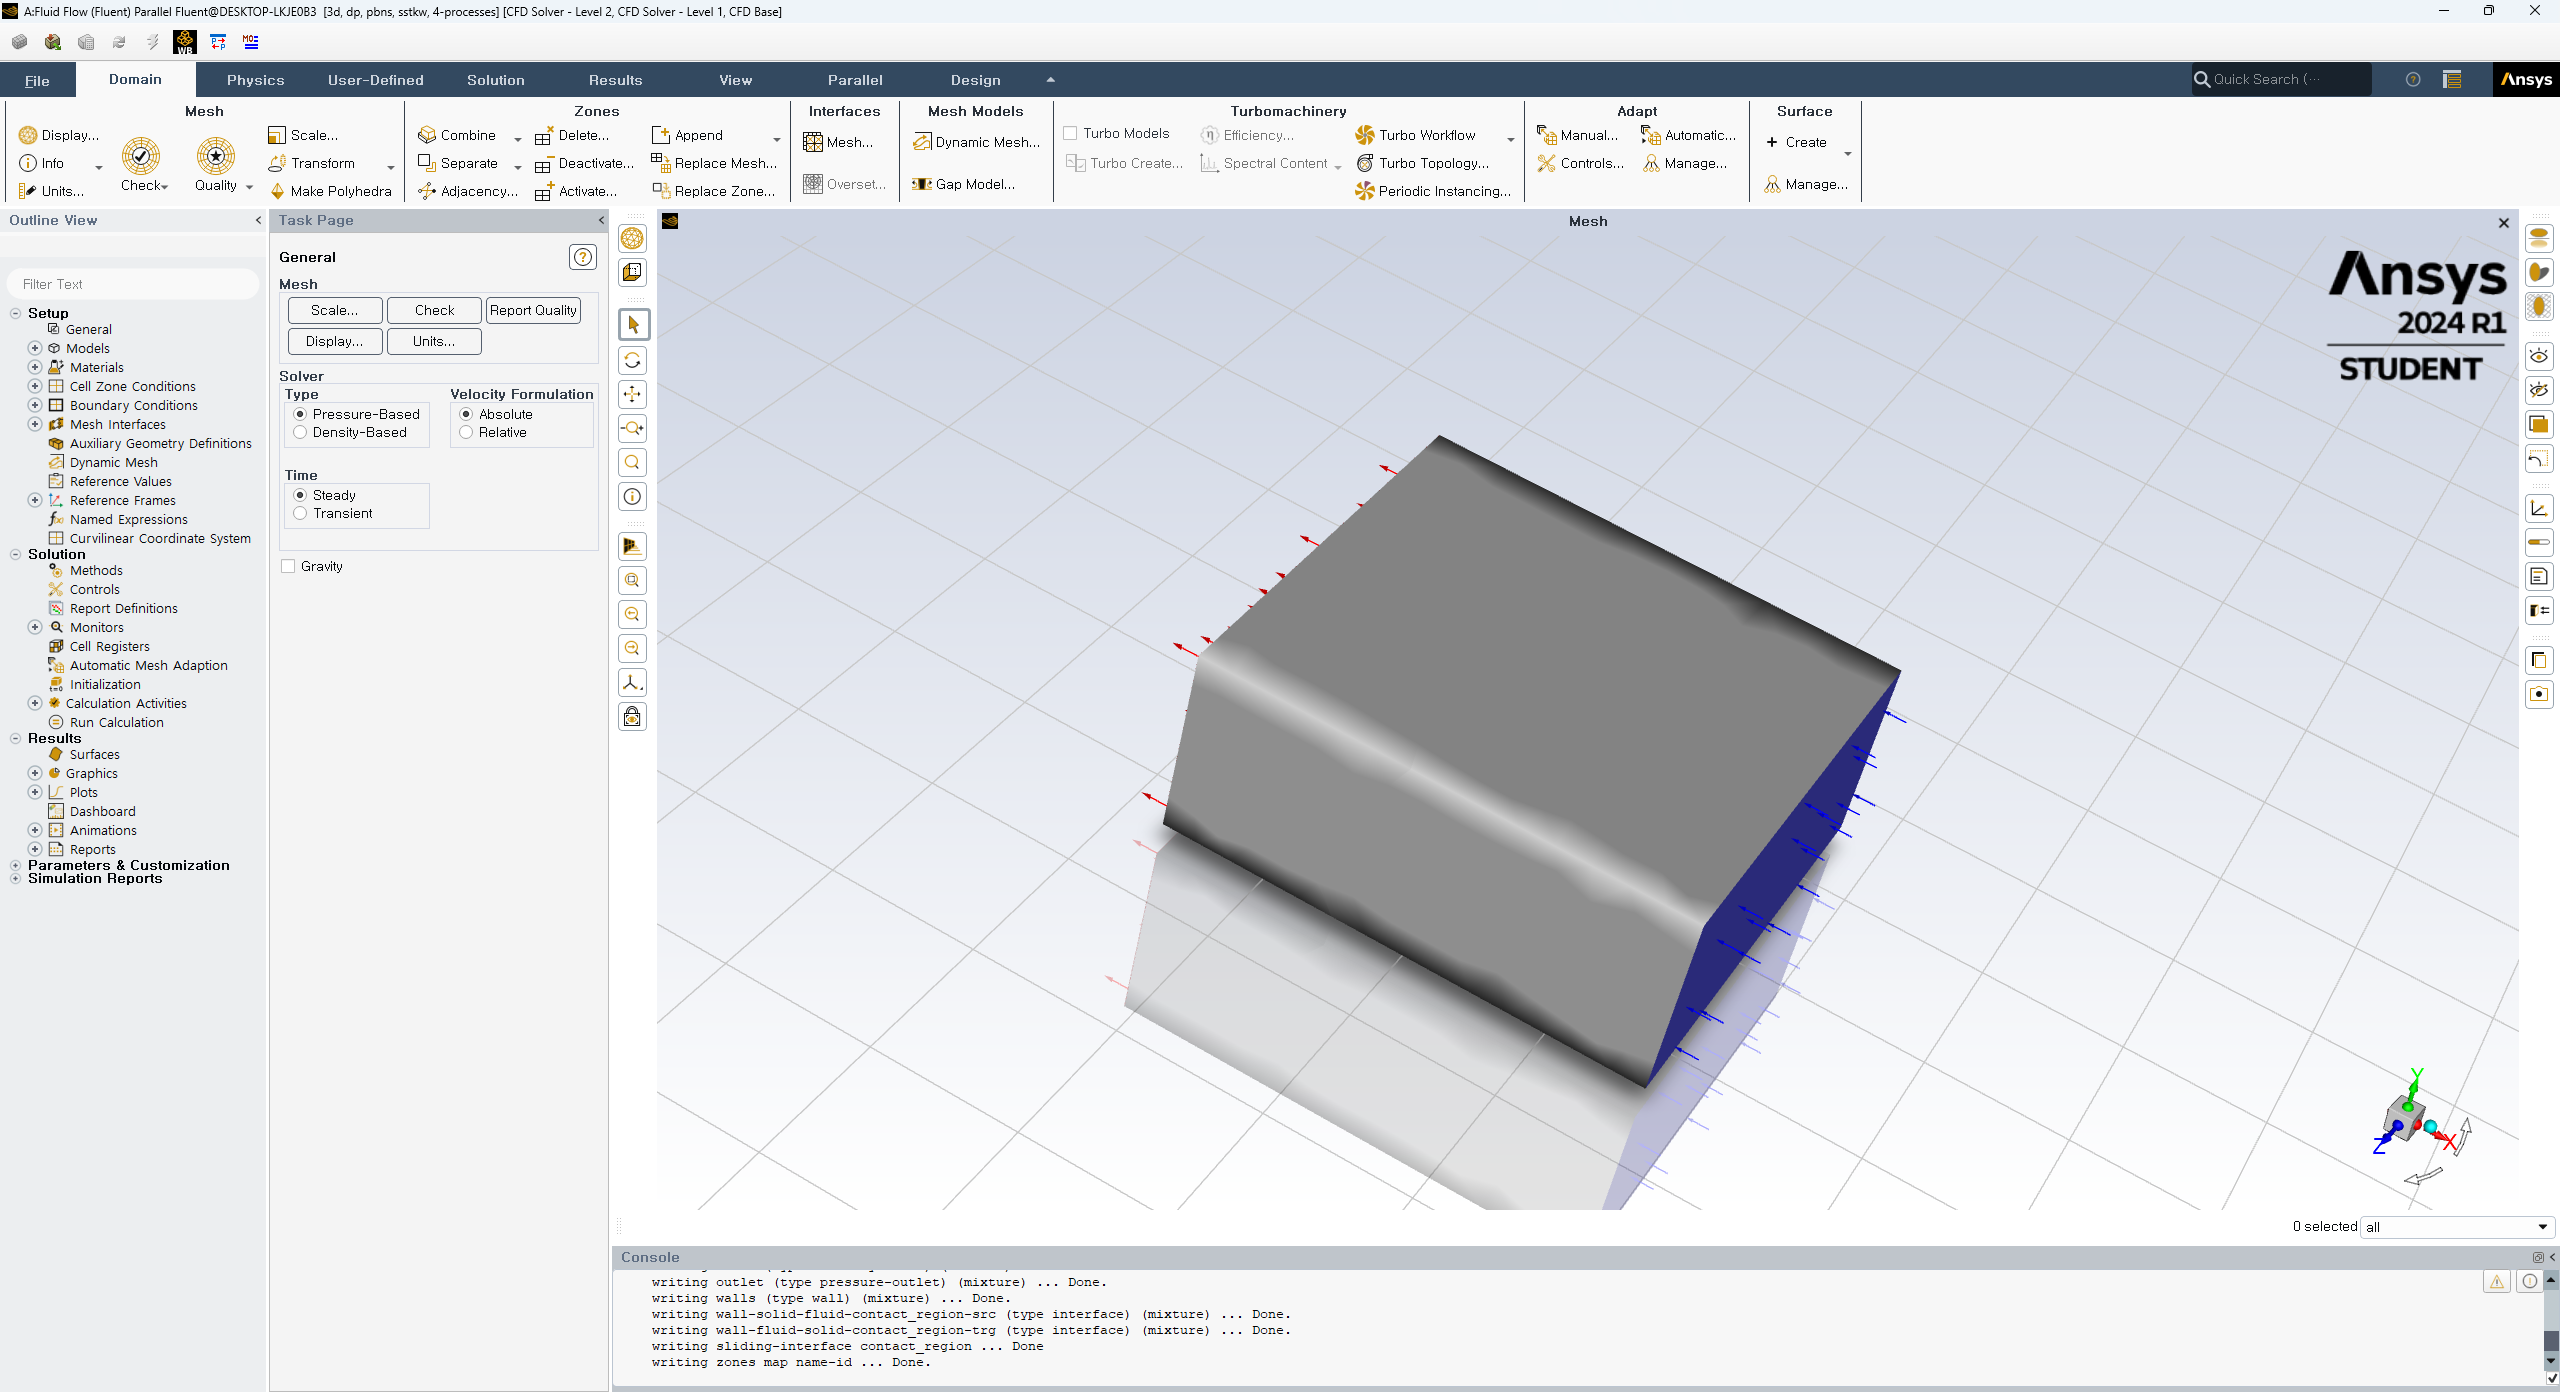 A:Fluid Flow (Fluent) Parallel Fluent@DESKTOP-LKJE0B3 [3d, dp, pbns, sstkw, 4-processes] [CFD Solver - Level 2, CFD Solver - Level 1, CFD Base]
WB
File Domain Physics User-Defined Solution Results View Parallel Design Quick Search (··· Ansys
Mesh
Display...
Info
Units...
Check
Quality
Scale...
Transform
Make Polyhedra
Zones
Combine
Separate
Adjacency...
Delete...
Deactivate...
Activate...
Append
Replace Mesh...
Replace Zone...
Interfaces
Mesh...
Overset...
Mesh Models
Dynamic Mesh...
Gap Model...
Turbomachinery
Turbo Models
Turbo Create...
Efficiency...
Spectral Content
Turbo Workflow
Turbo Topology...
Periodic Instancing...
Adapt
Manual...
Controls...
Automatic...
Manage...
Surface
Create
Manage...
Outline View
Filter Text
Setup
General
Models
Materials
Cell Zone Conditions
Boundary Conditions
Mesh Interfaces
Auxiliary Geometry Definitions
Dynamic Mesh
Reference Values
Reference Frames
Named Expressions
Curvilinear Coordinate System
Solution
Methods
Controls
Report Definitions
Monitors
Cell Registers
Automatic Mesh Adaption
Initialization
Calculation Activities
Run Calculation
Results
Surfaces
Graphics
Plots
Dashboard
Animations
Reports
Parameters & Customization
Simulation Reports
Task Page
General
Mesh
Scale... Check Report Quality
Display... Units...
Solver
Type
Pressure-Based
Density-Based
Velocity Formulation
Absolute
Relative
Time
Steady
Transient
Gravity
Mesh
Ansys
2024 R1
STUDENT
Y
Z
X
0 selected all
Console
writing outlet (type pressure-outlet) (mixture) ... Done.
writing walls (type wall) (mixture) ... Done.
writing wall-solid-fluid-contact_region-src (type interface) (mixture) ... Done.
writing wall-fluid-solid-contact_region-trg (type interface) (mixture) ... Done.
writing sliding-interface contact_region ... Done
writing zones map name-id ... Done.